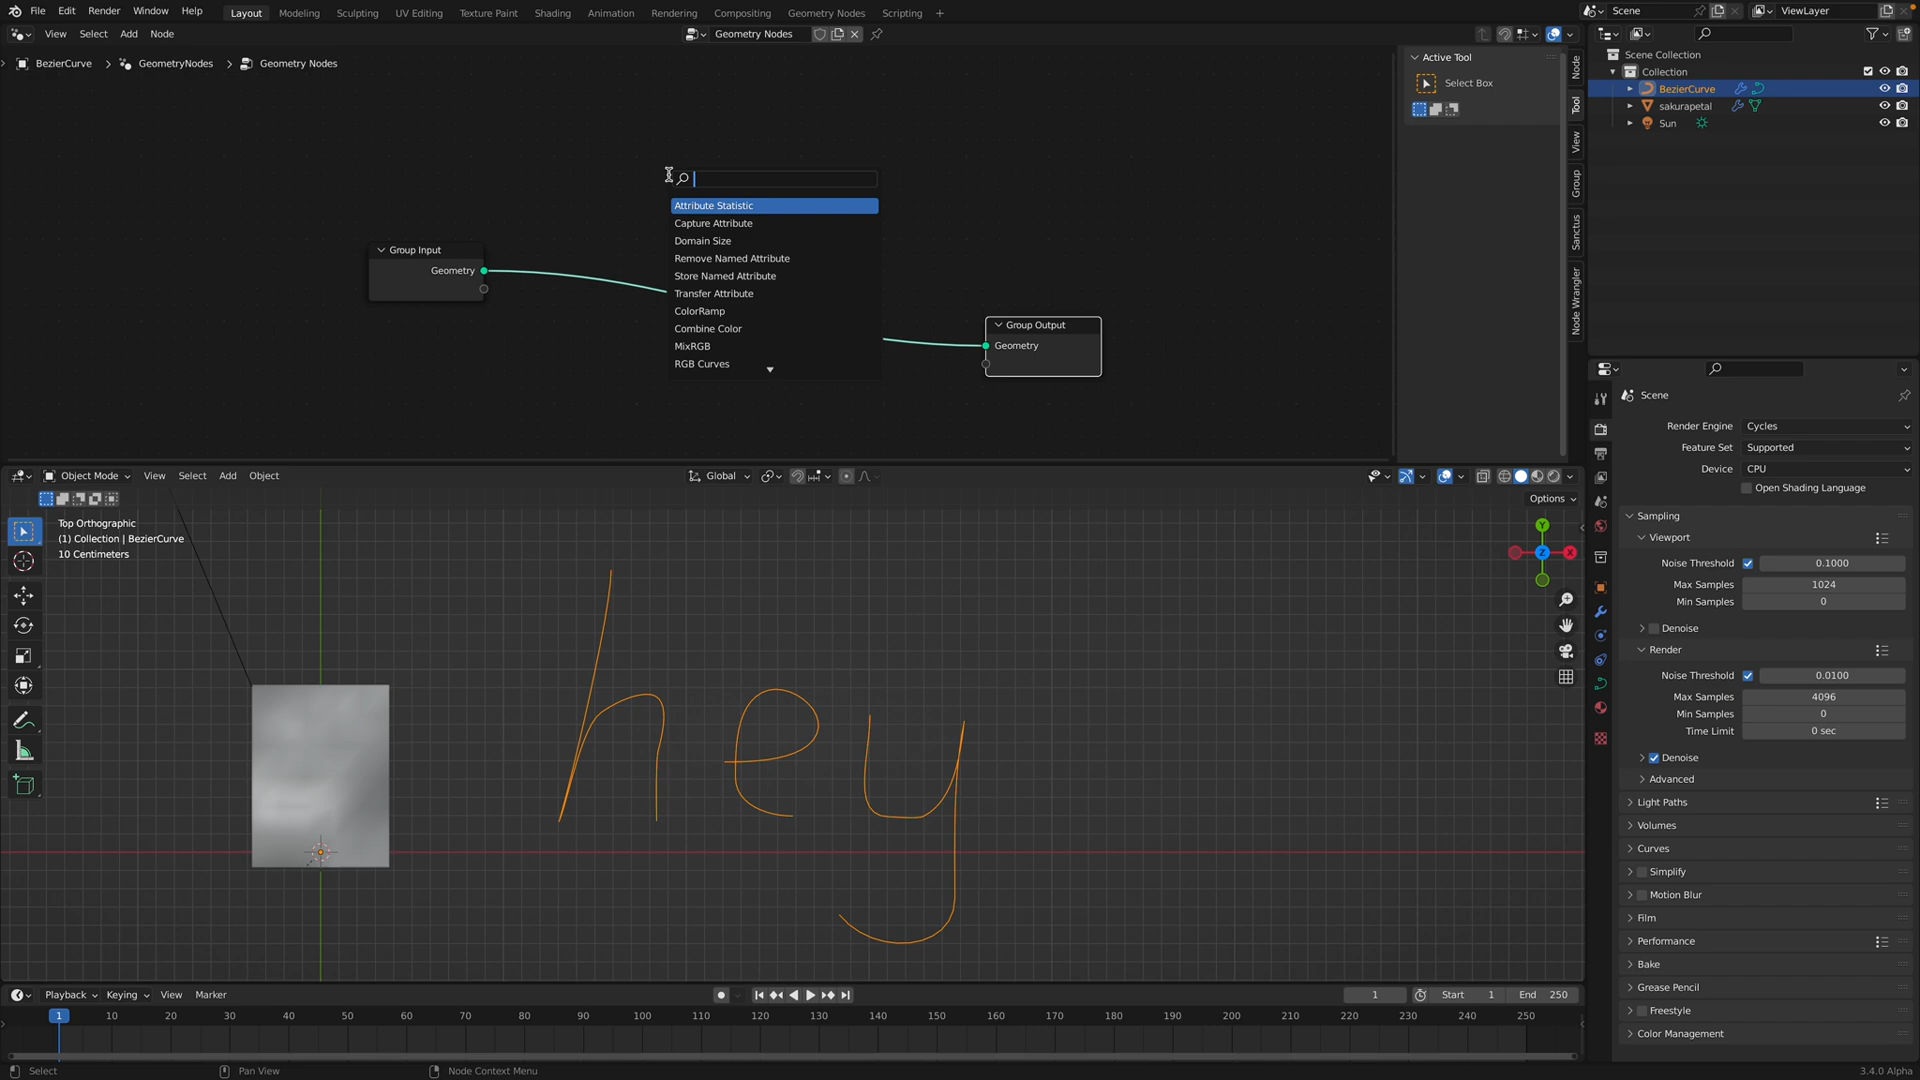 File Edit Render Window Help Layout Modeling Sculpting UV Editing Texture Paint Shading Animation Rendering Compositing Geometry Nodes Scripting + Scene ViewLayer
View Select Add Node Geometry Nodes
BezierCurve > GeometryNodes > Geometry Nodes
Active Tool
Select Box
Node
Tool
View
Group
Sanctus
Node Wrangler
Scene Collection
Collection
BezierCurve
sakurapetal
Sun
Attribute Statistic
Capture Attribute
Domain Size
Remove Named Attribute
Store Named Attribute
Transfer Attribute
ColorRamp
Combine Color
MixRGB
RGB Curves
Group Input
Geometry
Group Output
Geometry
Object Mode View Select Add Object Global
Options
Top Orthographic
(1) Collection | BezierCurve
10 Centimeters
Y
Z
X
hey
Scene
Render Engine Cycles
Feature Set Supported
Device CPU
Open Shading Language
Sampling
Viewport
Noise Threshold 0.1000
Max Samples 1024
Min Samples 0
Denoise
Render
Noise Threshold 0.0100
Max Samples 4096
Min Samples 0
Time Limit 0 sec
Denoise
Advanced
Light Paths
Volumes
Curves
Simplify
Motion Blur
Film
Performance
Bake
Grease Pencil
Freestyle
Color Management
Playback Keying View Marker 1 Start 1 End 250
1 10 20 30 40 50 60 70 80 90 100 110 120 130 140 150 160 170 180 190 200 210 220 230 240 250
Select Pan View Node Context Menu 3.4.0 Alpha